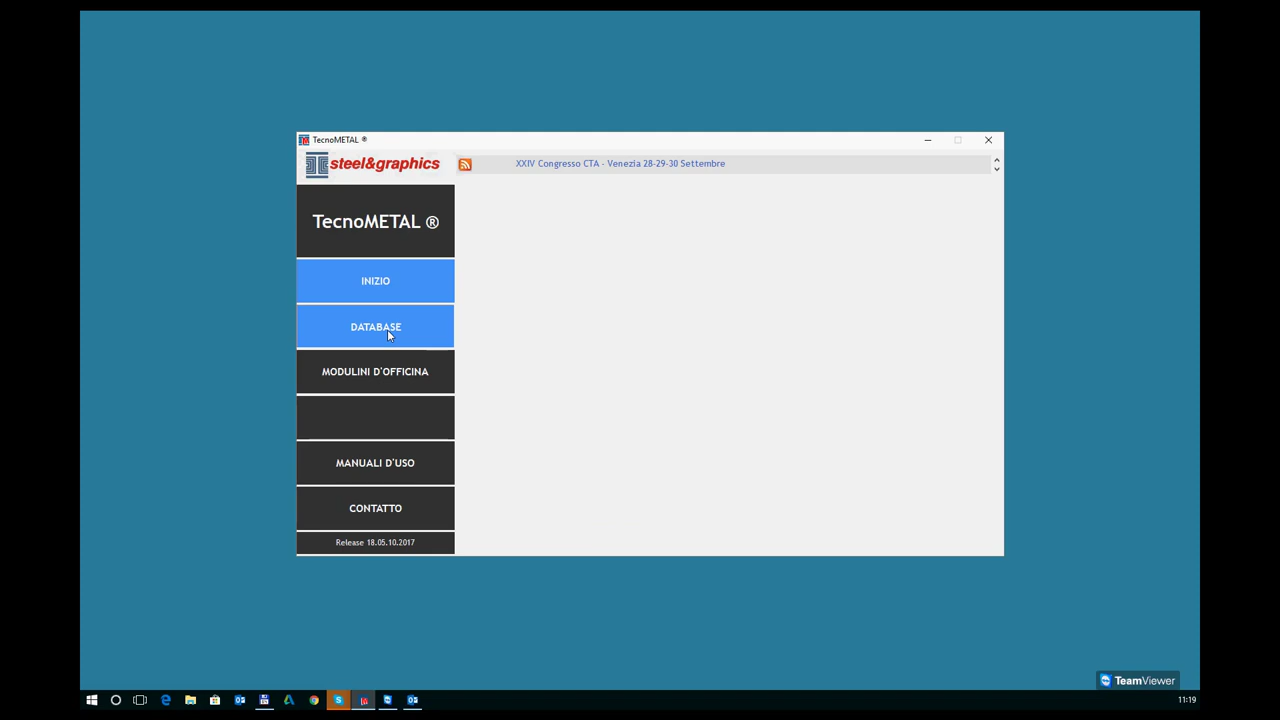 TecnoMETAL ®
steel&graphics
XXIV Congresso CTA - Venezia 28-29-30 Settembre
TecnoMETAL ®
INIZIO
DATABASE
MODULINI D'OFFICINA
MANUALI D'USO
CONTATTO
Release 18.05.10.2017
TeamViewer
11:19